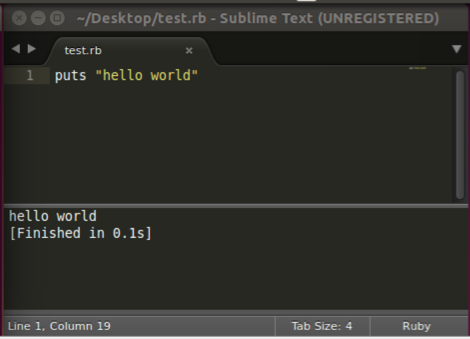 ~/Desktop/test.rb - Sublime Text (UNREGISTERED)
test.rb
1 puts "hello world"
hello world
[Finished in 0.1s]
Line 1, Column 19 Tab Size: 4 Ruby